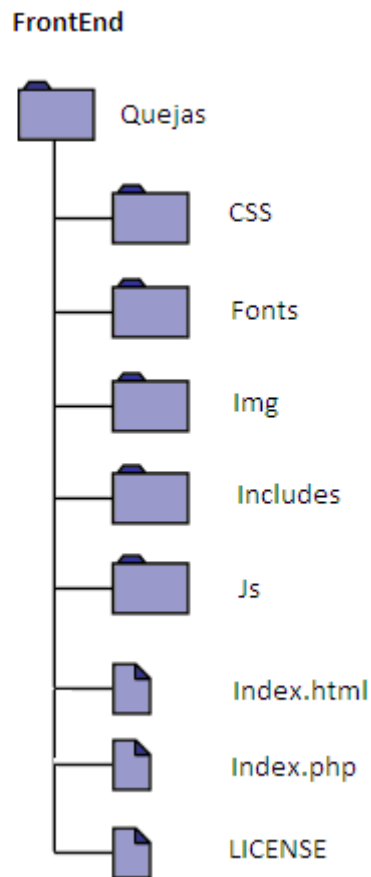 FrontEnd
Quejas
CSS
Fonts
Img
Includes
Js
Index.html
Index.php
LICENSE